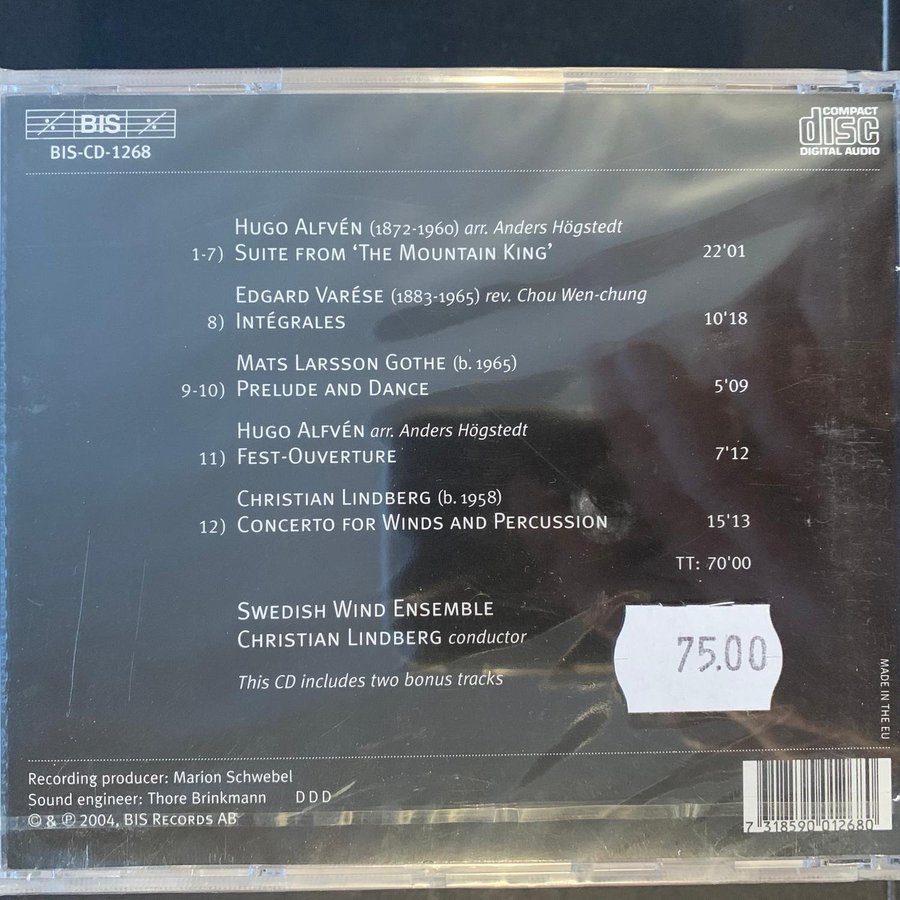 BIS
BIS-CD-1268
COMPACT
disc
DIGITAL AUDIO
HUGO ALFVÉN (1872-1960) arr. Anders Högstedt
1-7) SUITE FROM ‘THE MOUNTAIN KING’ 22'01
EDGARD VARÉSE (1883-1965) rev. Chou Wen-chung
8) INTÉGRALES 10'18
MATS LARSSON GOTHE (b. 1965)
9-10) PRELUDE AND DANCE 5'09
HUGO ALFVÉN arr. Anders Högstedt
11) FEST-OUVERTURE 7'12
CHRISTIAN LINDBERG (b. 1958)
12) CONCERTO FOR WINDS AND PERCUSSION 15'13
TT: 70'00
SWEDISH WIND ENSEMBLE
CHRISTIAN LINDBERG conductor
75.00
This CD includes two bonus tracks
MADE IN THE EU
Recording producer: Marion Schwebel
Sound engineer: Thore Brinkmann D D D
© & ℗ 2004, BIS RECORDS AB
7 318590 012680